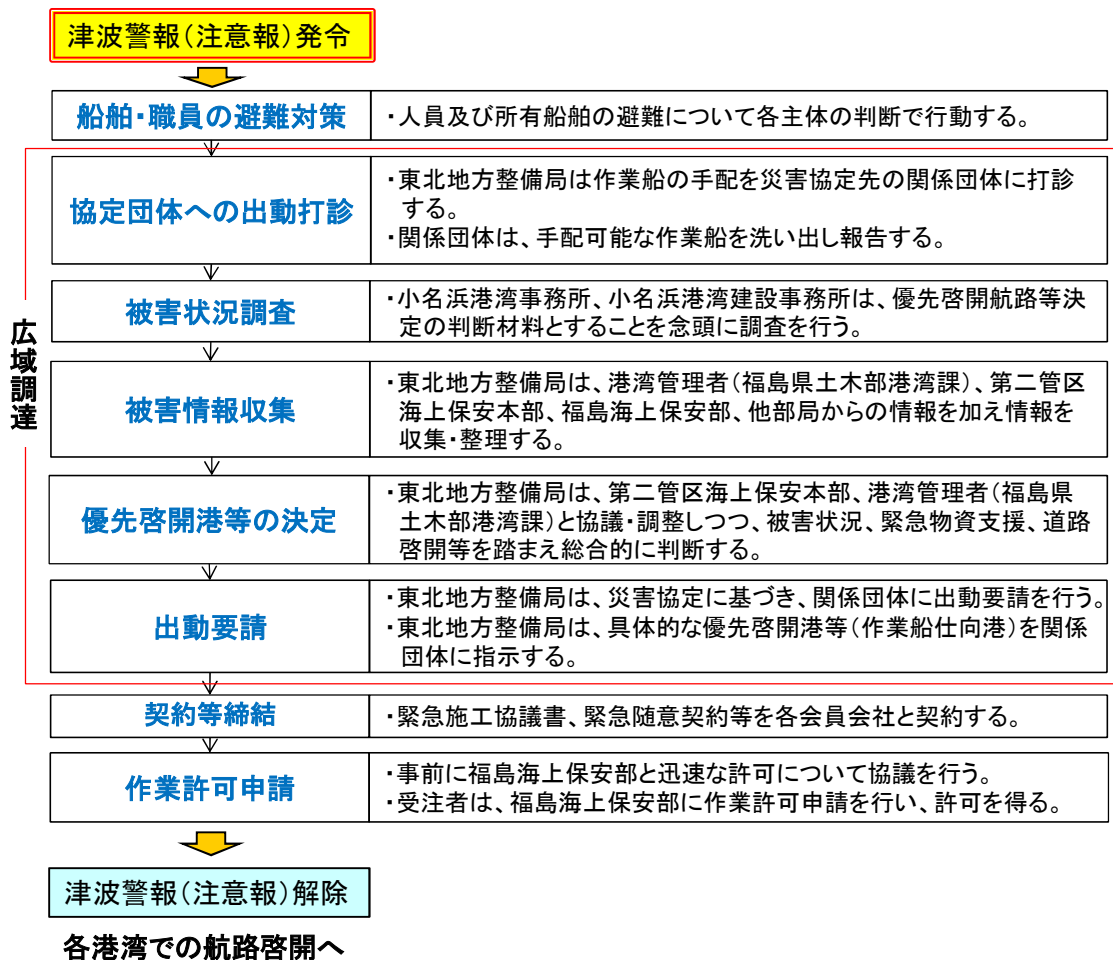 津波警報(注意報)発令
船舶・職員の避難対策
・人員及び所有船舶の避難について各主体の判断で行動する。
広域調達
協定団体への出動打診
・東北地方整備局は作業船の手配を災害協定先の関係団体に打診
する。
・関係団体は、手配可能な作業船を洗い出し報告する。
被害状況調査
・小名浜港湾事務所、小名浜港湾建設事務所は、優先啓開航路等決
定の判断材料とすることを念頭に調査を行う。
被害情報収集
・東北地方整備局は、港湾管理者(福島県土木部港湾課)、第二管区
海上保安本部、福島海上保安部、他部局からの情報を加え情報を
収集・整理する。
優先啓開港等の決定
・東北地方整備局は、第二管区海上保安本部、港湾管理者(福島県
土木部港湾課)と協議・調整しつつ、被害状況、緊急物資支援、道路
啓開等を踏まえ総合的に判断する。
出動要請
・東北地方整備局は、災害協定に基づき、関係団体に出動要請を行う。
・東北地方整備局は、具体的な優先啓開港等(作業船仕向港)を関係
団体に指示する。
契約等締結
・緊急施工協議書、緊急随意契約等を各会員会社と契約する。
作業許可申請
・事前に福島海上保安部と迅速な許可について協議を行う。
・受注者は、福島海上保安部に作業許可申請を行い、許可を得る。
津波警報(注意報)解除
各港湾での航路啓開へ